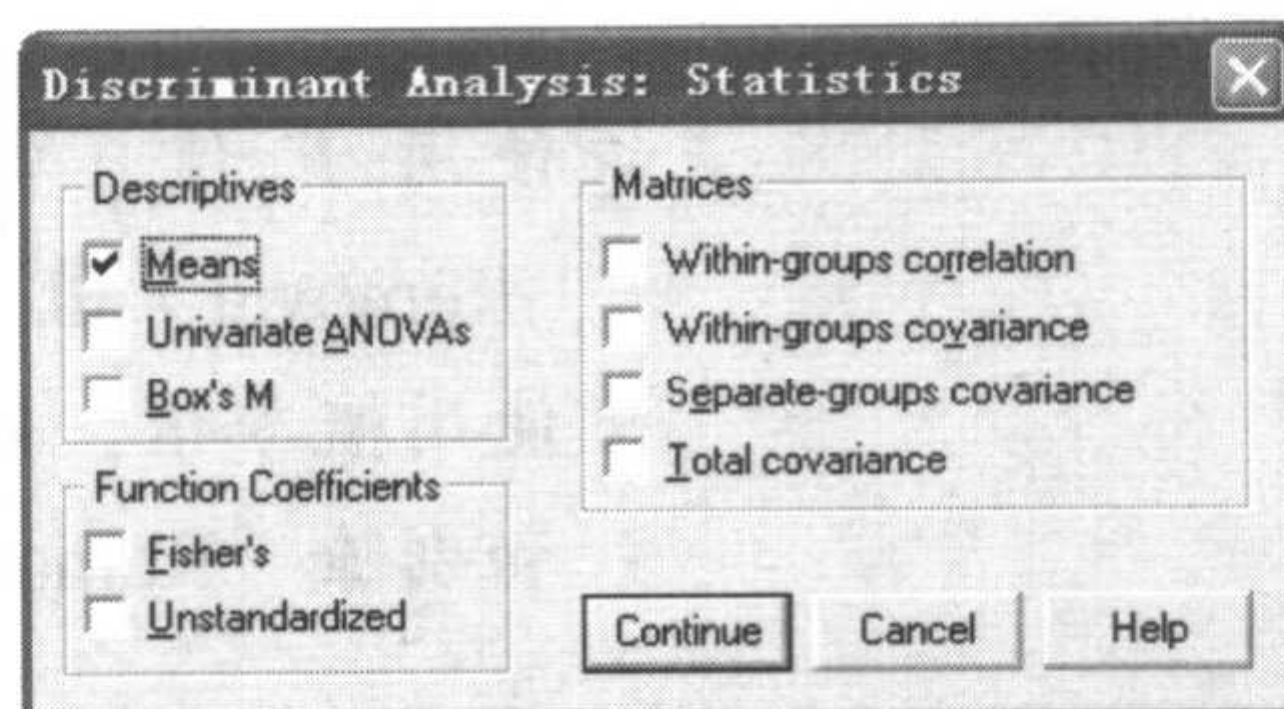 Discriminant Analysis: Statistics
Descriptives
Means
Univariate ANOVAs
Box's M
Function Coefficients
Fisher's
Unstandardized
Matrices
Within-groups correlation
Within-groups covariance
Separate-groups covariance
Total covariance
Continue
Cancel
Help